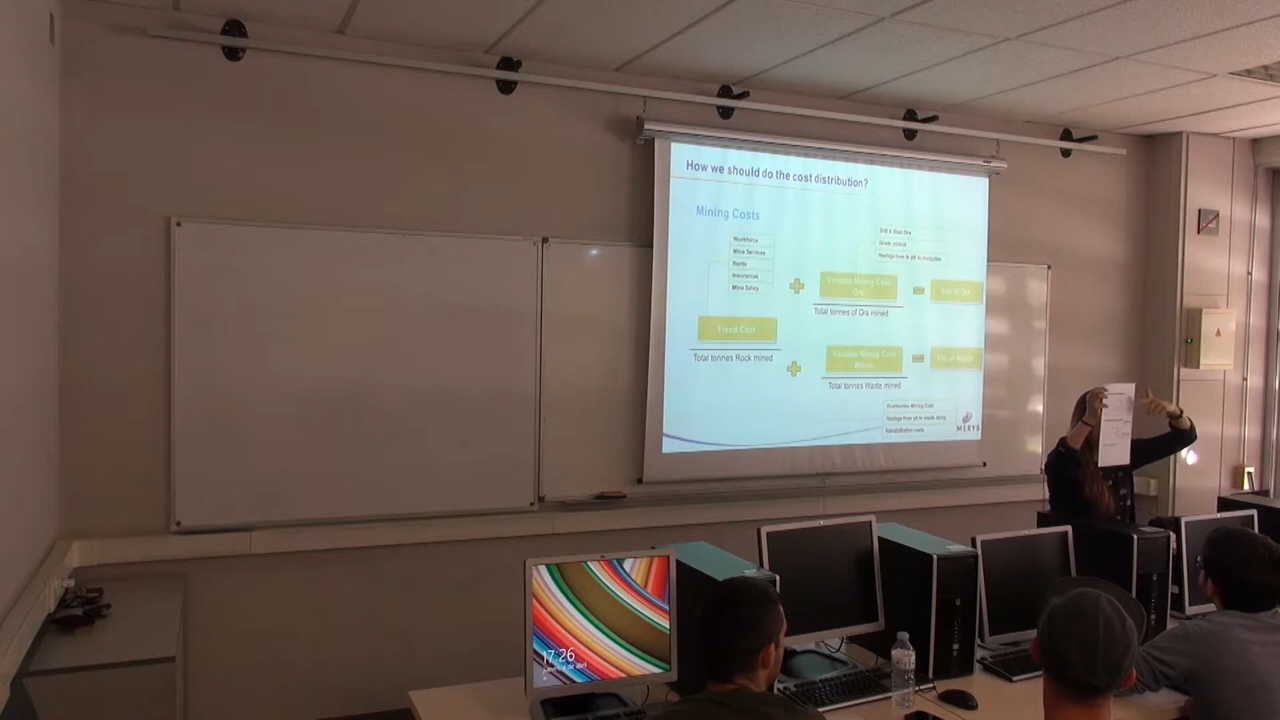 How we should do the cost distribution?
Mining Costs
Workforce
Mine Services
Rents
Insurances
Mine Safety
Drill & Blast Ore
Grade control
Haulage from to pit to stockpiles
Variable Mining Cost
Ore
Total tonnes of Ore mined
Fixed Cost
Total tonnes Rock mined
Variable Mining Cost
Waste
Total tonnes Waste mined
Overburden Mining Cost
Haulage from pit to waste dump
Rehabilitation costs
17:26